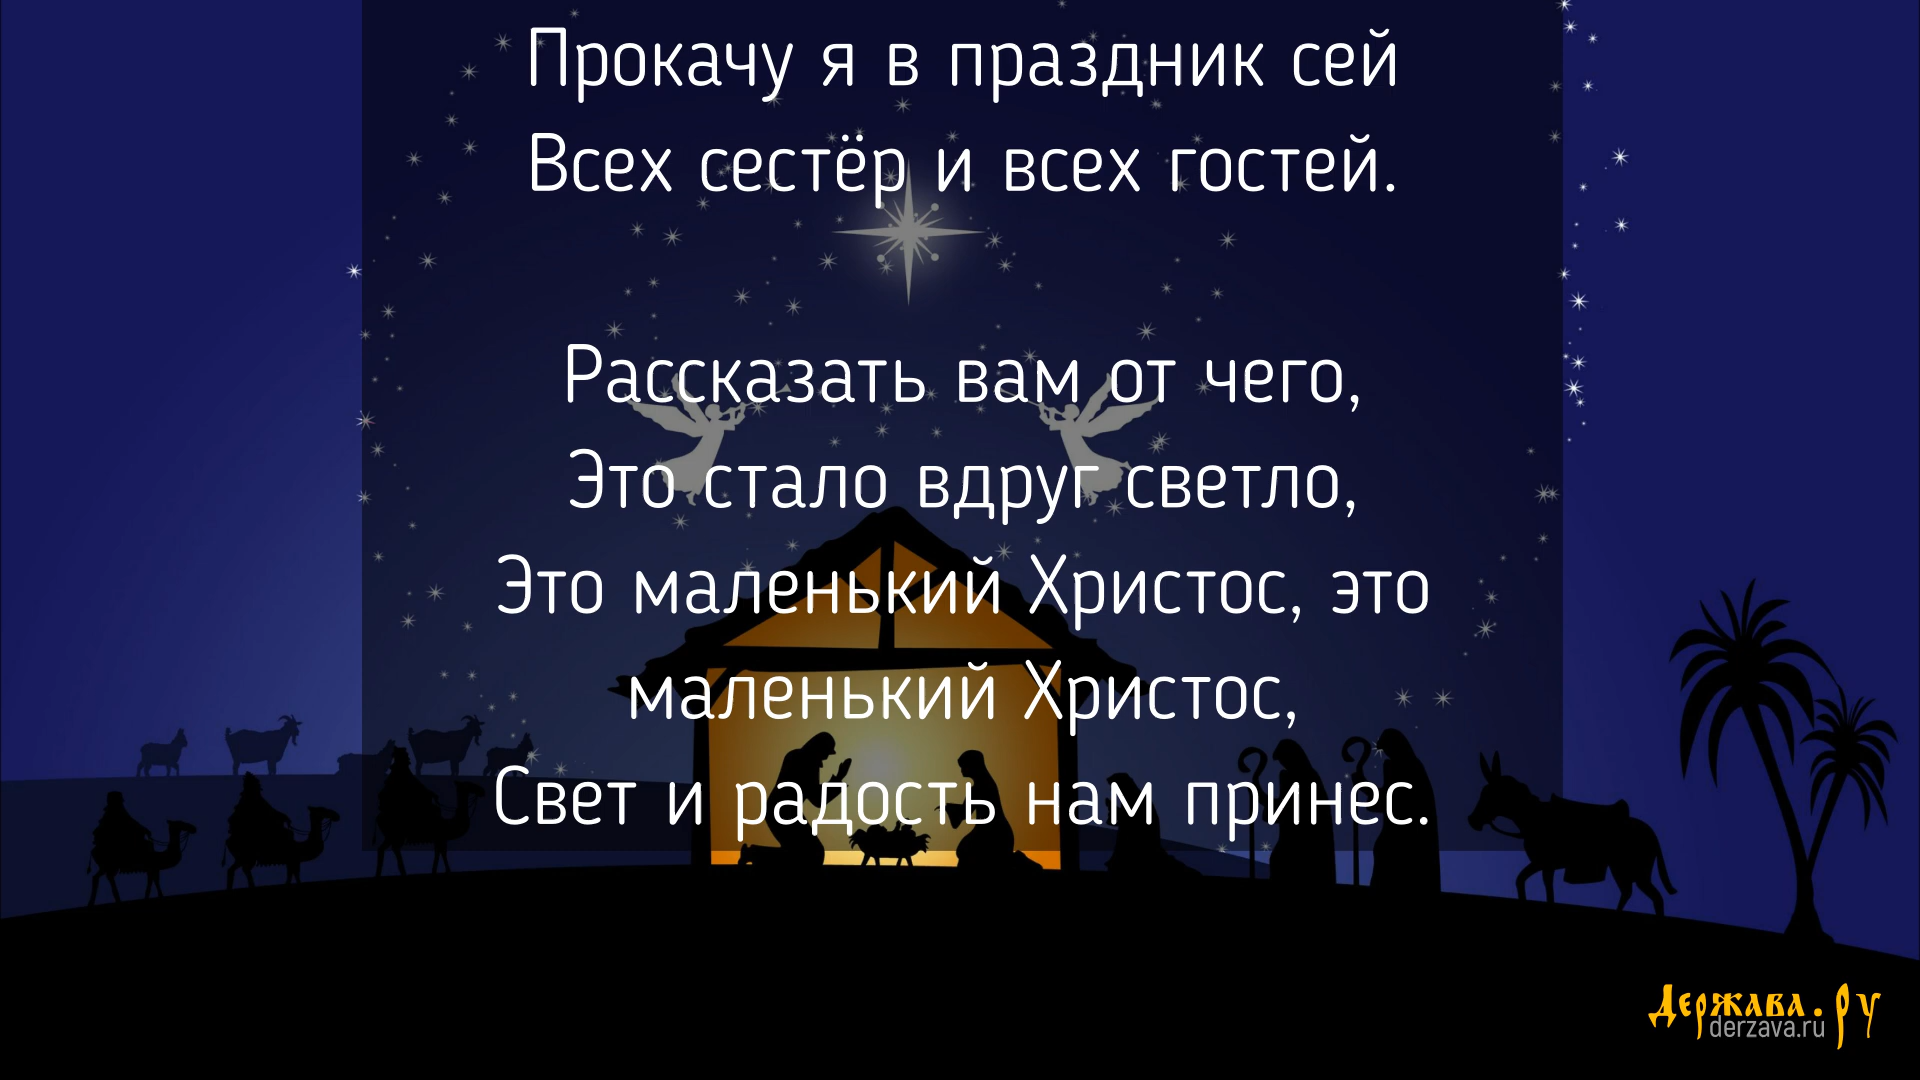 Прокачу я в праздник сей
Всех сестёр и всех гостей.
Рассказать вам от чего,
Это стало вдруг светло,
Это маленький Христос, это
маленький Христос,
Свет и радость нам принес.
Держава.ру
derzava.ru